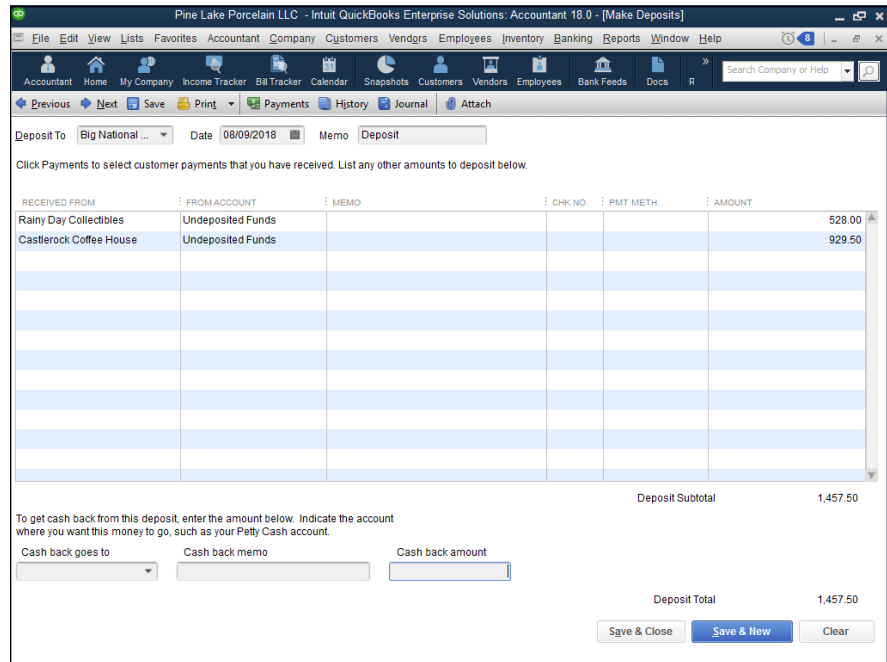 Pine Lake Porcelain LLC - Intuit QuickBooks Enterprise Solutions: Accountant 18.0 - [Make Deposits]
File Edit View Lists Favorites Accountant Company Customers Vendors Employees Inventory Banking Reports Window Help 8
Accountant Home My Company Income Tracker Bill Tracker Calendar Snapshots Customers Vendors Employees Bank Feeds Docs R » Search Company or Help
Previous Next Save Print Payments History Journal Attach
Deposit To Big National ... Date 08/09/2018 Memo Deposit
Click Payments to select customer payments that you have received. List any other amounts to deposit below.
RECEIVED FROM FROM ACCOUNT MEMO CHK NO. PMT METH. AMOUNT
Rainy Day Collectibles Undeposited Funds 528.00
Castlerock Coffee House Undeposited Funds 929.50
Deposit Subtotal 1,457.50
To get cash back from this deposit, enter the amount below. Indicate the account
where you want this money to go, such as your Petty Cash account.
Cash back goes to Cash back memo Cash back amount
Deposit Total 1,457.50
Save & Close Save & New Clear